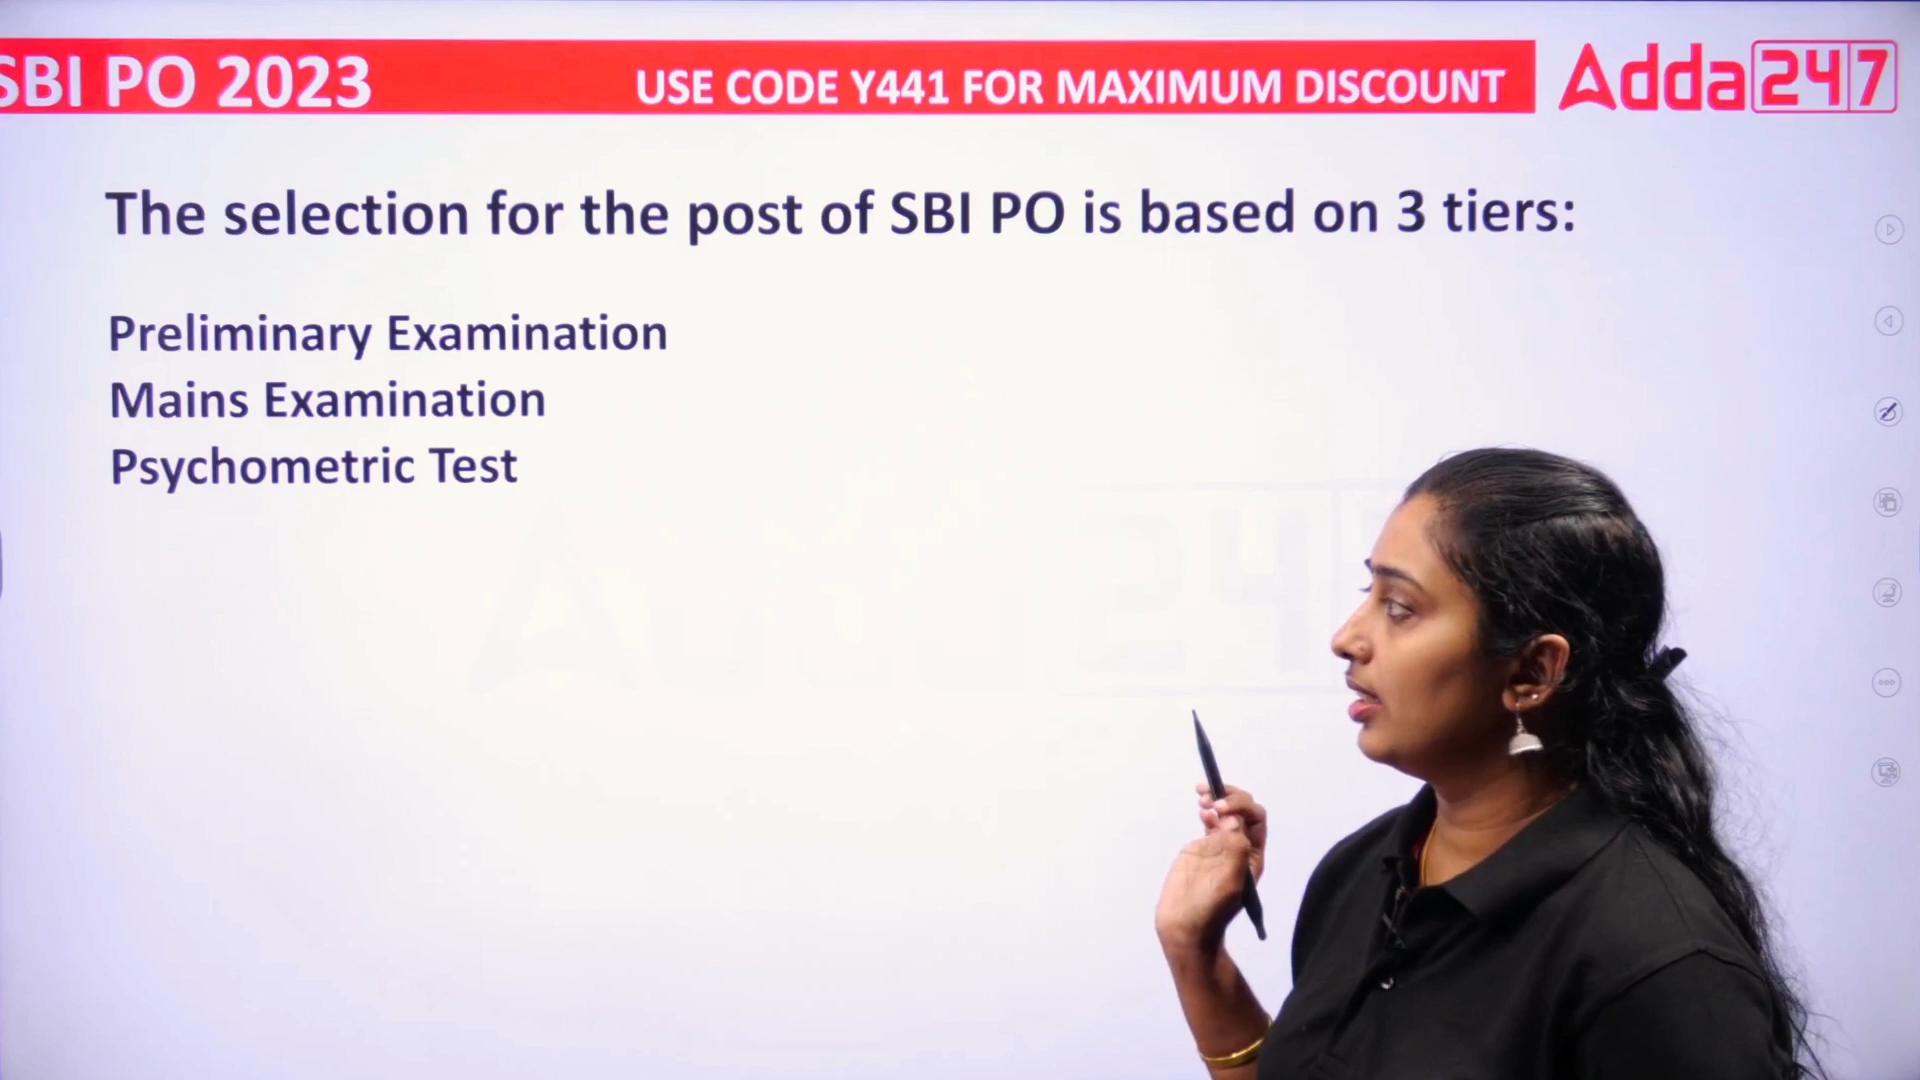 SBI PO 2023
USE CODE Y441 FOR MAXIMUM DISCOUNT
Adda247
The selection for the post of SBI PO is based on 3 tiers:
Preliminary Examination
Mains Examination
Psychometric Test